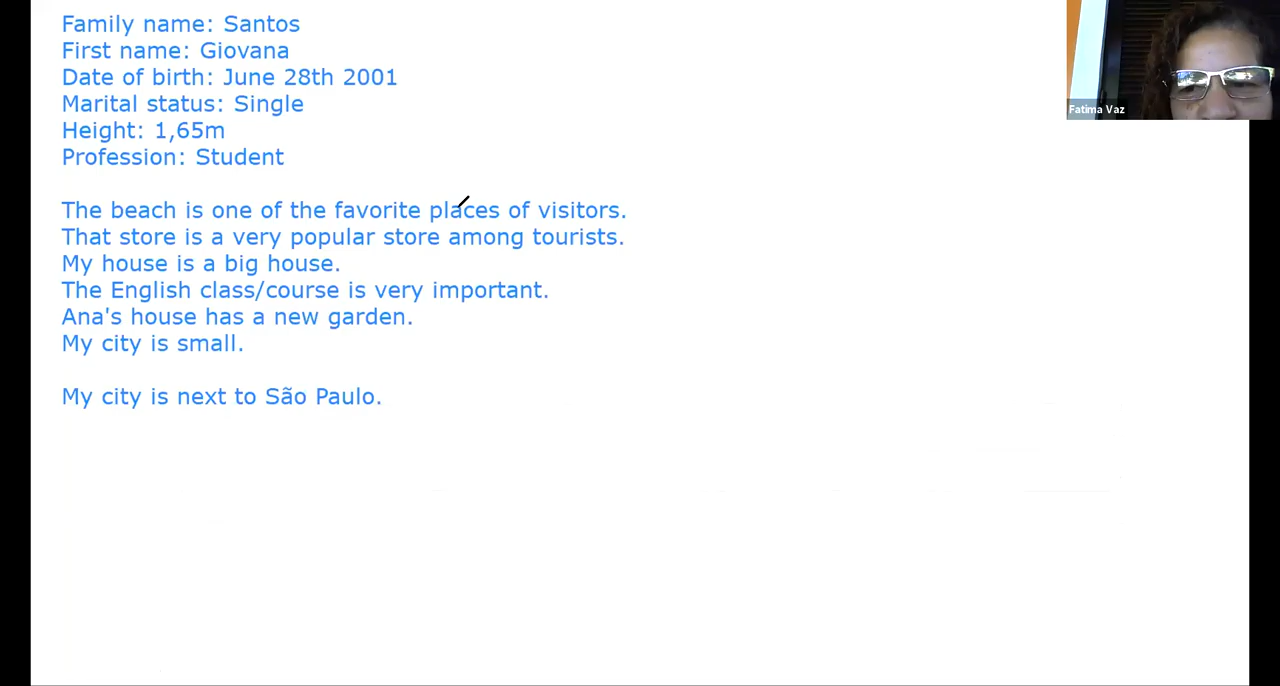 Family name: Santos
First name: Giovana
Date of birth: June 28th 2001
Marital status: Single
Height: 1,65m
Profession: Student
The beach is one of the favorite places of visitors.
That store is a very popular store among tourists.
My house is a big house.
The English class/course is very important.
Ana's house has a new garden.
My city is small.
My city is next to São Paulo.
Fatima Vaz